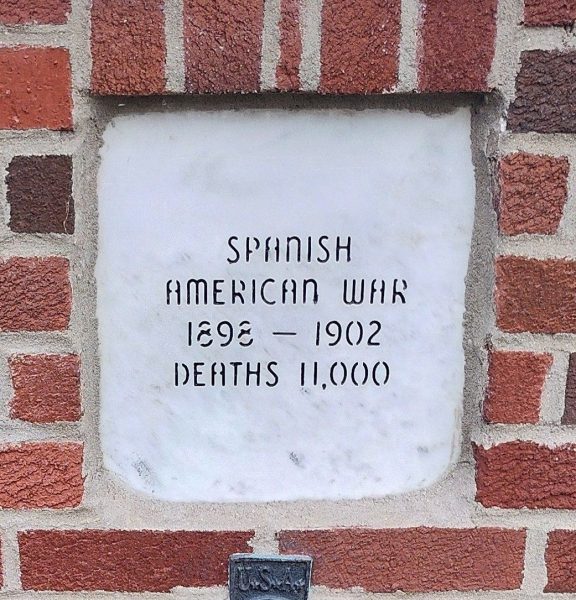 SPANISH
AMERICAN WAR
1898 — 1902
DEATHS 11,000
U.S.A.